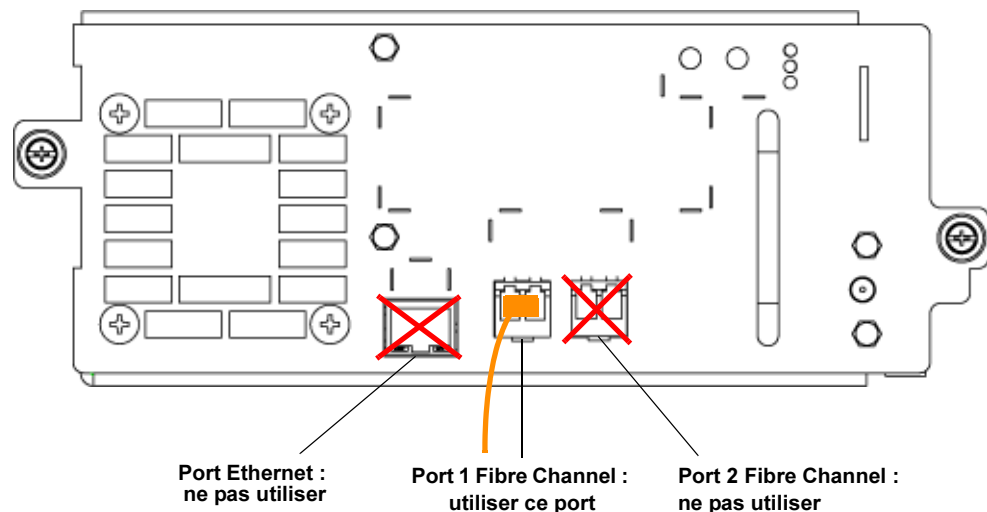 Port Ethernet :
ne pas utiliser
Port 1 Fibre Channel :
utiliser ce port
Port 2 Fibre Channel :
ne pas utiliser